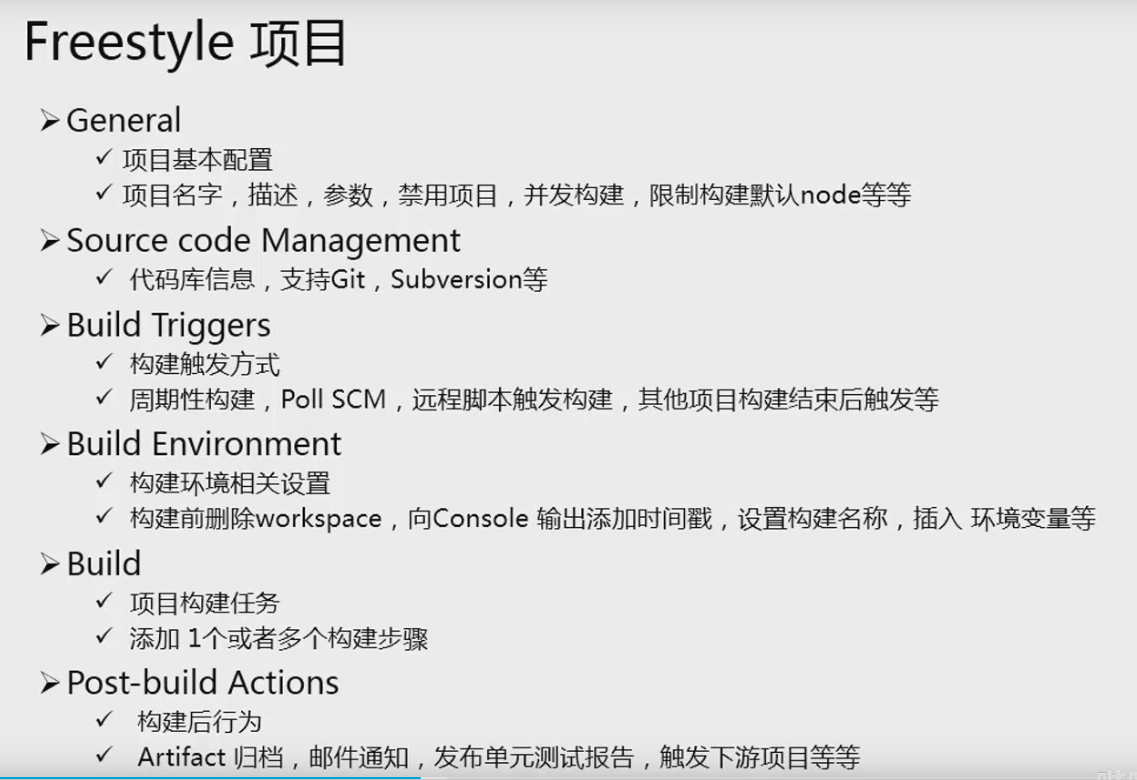 Freestyle 项目
General
项目基本配置
项目名字，描述，参数，禁用项目，并发构建，限制构建默认node等等
Source code Management
代码库信息，支持Git，Subversion等
Build Triggers
构建触发方式
周期性构建，Poll SCM，远程脚本触发构建，其他项目构建结束后触发等
Build Environment
构建环境相关设置
构建前删除workspace，向Console 输出添加时间戳，设置构建名称，插入 环境变量等
Build
项目构建任务
添加 1个或者多个构建步骤
Post-build Actions
构建后行为
Artifact 归档，邮件通知，发布单元测试报告，触发下游项目等等